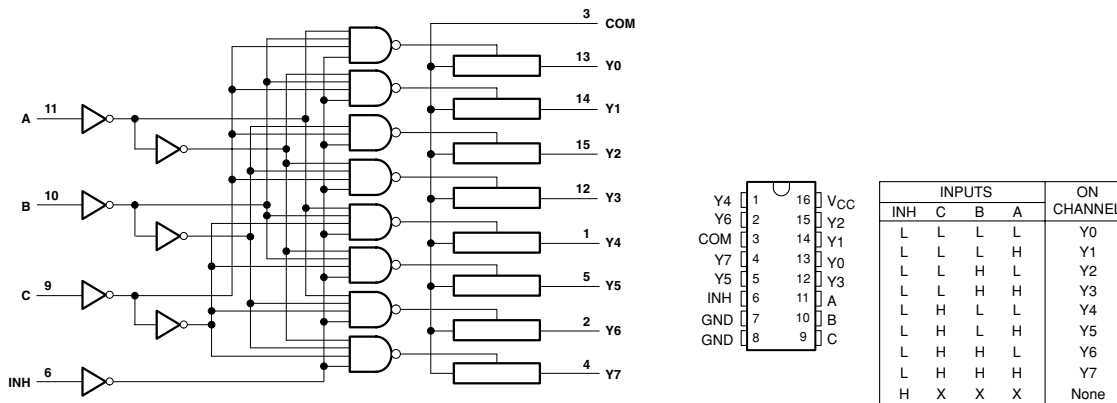 3 COM
13 Y0
14 Y1
A 11
15 Y2
12 Y3
B 10
1 Y4
5 Y5
C 9
2 Y6
4 Y7
INH 6
Y4 1 16 VCC
Y6 2 15 Y2
COM 3 14 Y1
Y7 4 13 Y0
Y5 5 12 Y3
INH 6 11 A
GND 7 10 B
GND 8 9 C
INPUTS ON
CHANNEL
INH C B A
L L L L Y0
L L L H Y1
L L H L Y2
L L H H Y3
L H L L Y4
L H L H Y5
L H H L Y6
L H H H Y7
H X X X None